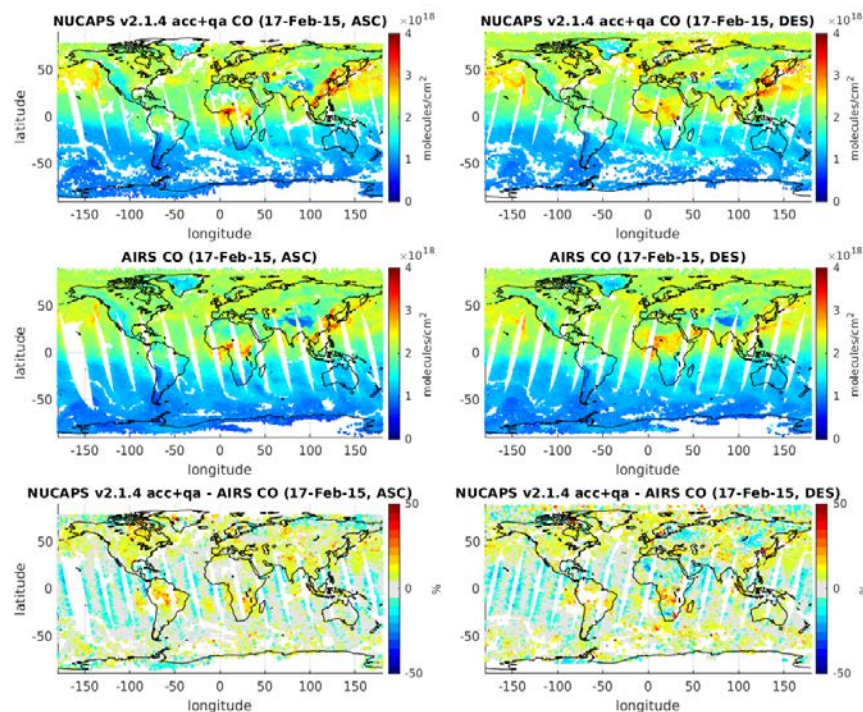 NUCAPS v2.1.4 acc+qa CO (17-Feb-15, ASC)
×10^18
50
0
-50
latitude
-150 -100 -50 0 50 100 150
longitude
4
3
2
1
0
molecules/cm²
NUCAPS v2.1.4 acc+qa CO (17-Feb-15, DES)
×10^18
50
0
-50
-150 -100 -50 0 50 100 150
longitude
4
3
2
1
0
molecules/cm²
AIRS CO (17-Feb-15, ASC)
×10^18
50
0
-50
latitude
-150 -100 -50 0 50 100 150
longitude
4
3
2
1
0
molecules/cm²
AIRS CO (17-Feb-15, DES)
×10^18
50
0
-50
-150 -100 -50 0 50 100 150
longitude
4
3
2
1
0
molecules/cm²
NUCAPS v2.1.4 acc+qa - AIRS CO (17-Feb-15, ASC)
50
0
-50
latitude
-150 -100 -50 0 50 100 150
longitude
50
0
-50
%
NUCAPS v2.1.4 acc+qa - AIRS CO (17-Feb-15, DES)
50
0
-50
-150 -100 -50 0 50 100 150
longitude
50
0
-50
%